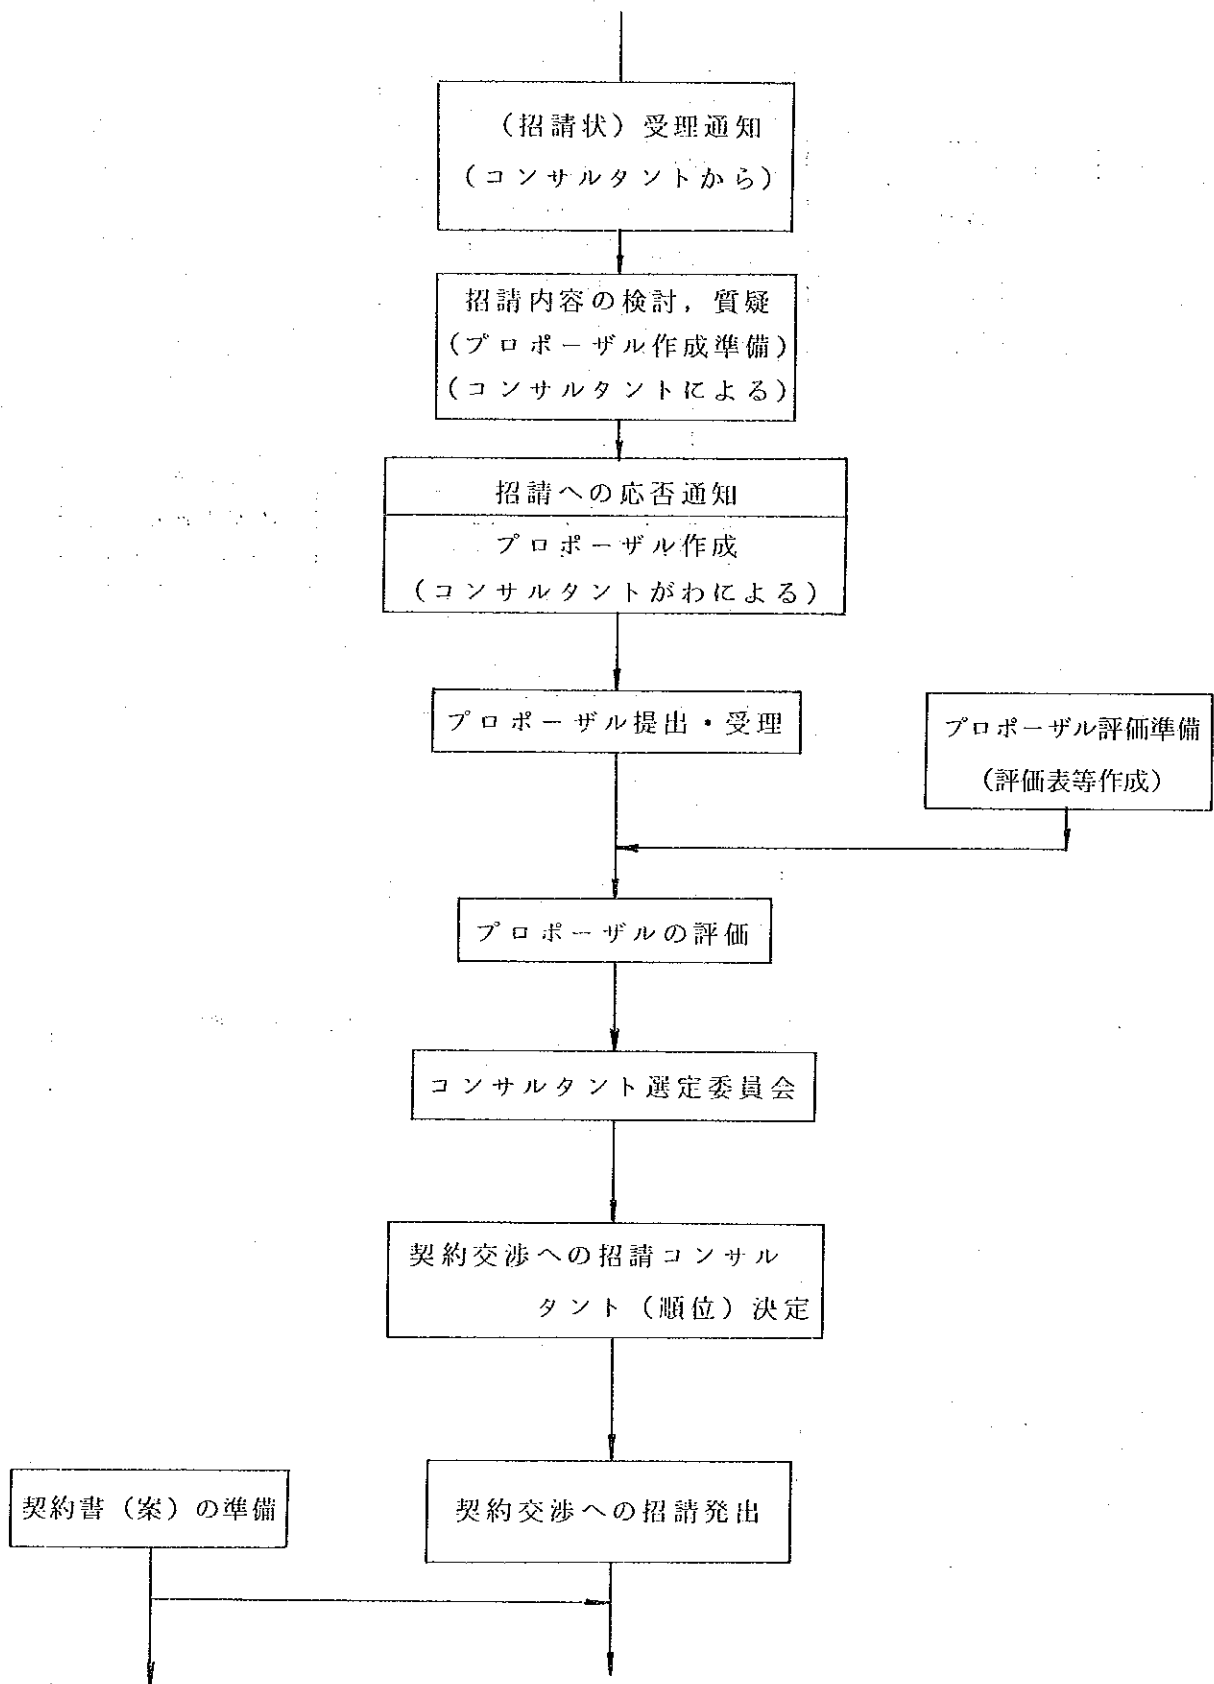 （招請状）受理通知
（コンサルタントから）
招請内容の検討，質疑
（プロポーザル作成準備）
（コンサルタントによる）
招請への応否通知
プロポーザル作成
（コンサルタントがわによる）
プロポーザル提出・受理
プロポーザル評価準備
（評価表等作成）
プロポーザルの評価
コンサルタント選定委員会
契約交渉への招請コンサル
タント（順位）決定
契約書（案）の準備
契約交渉への招請発出